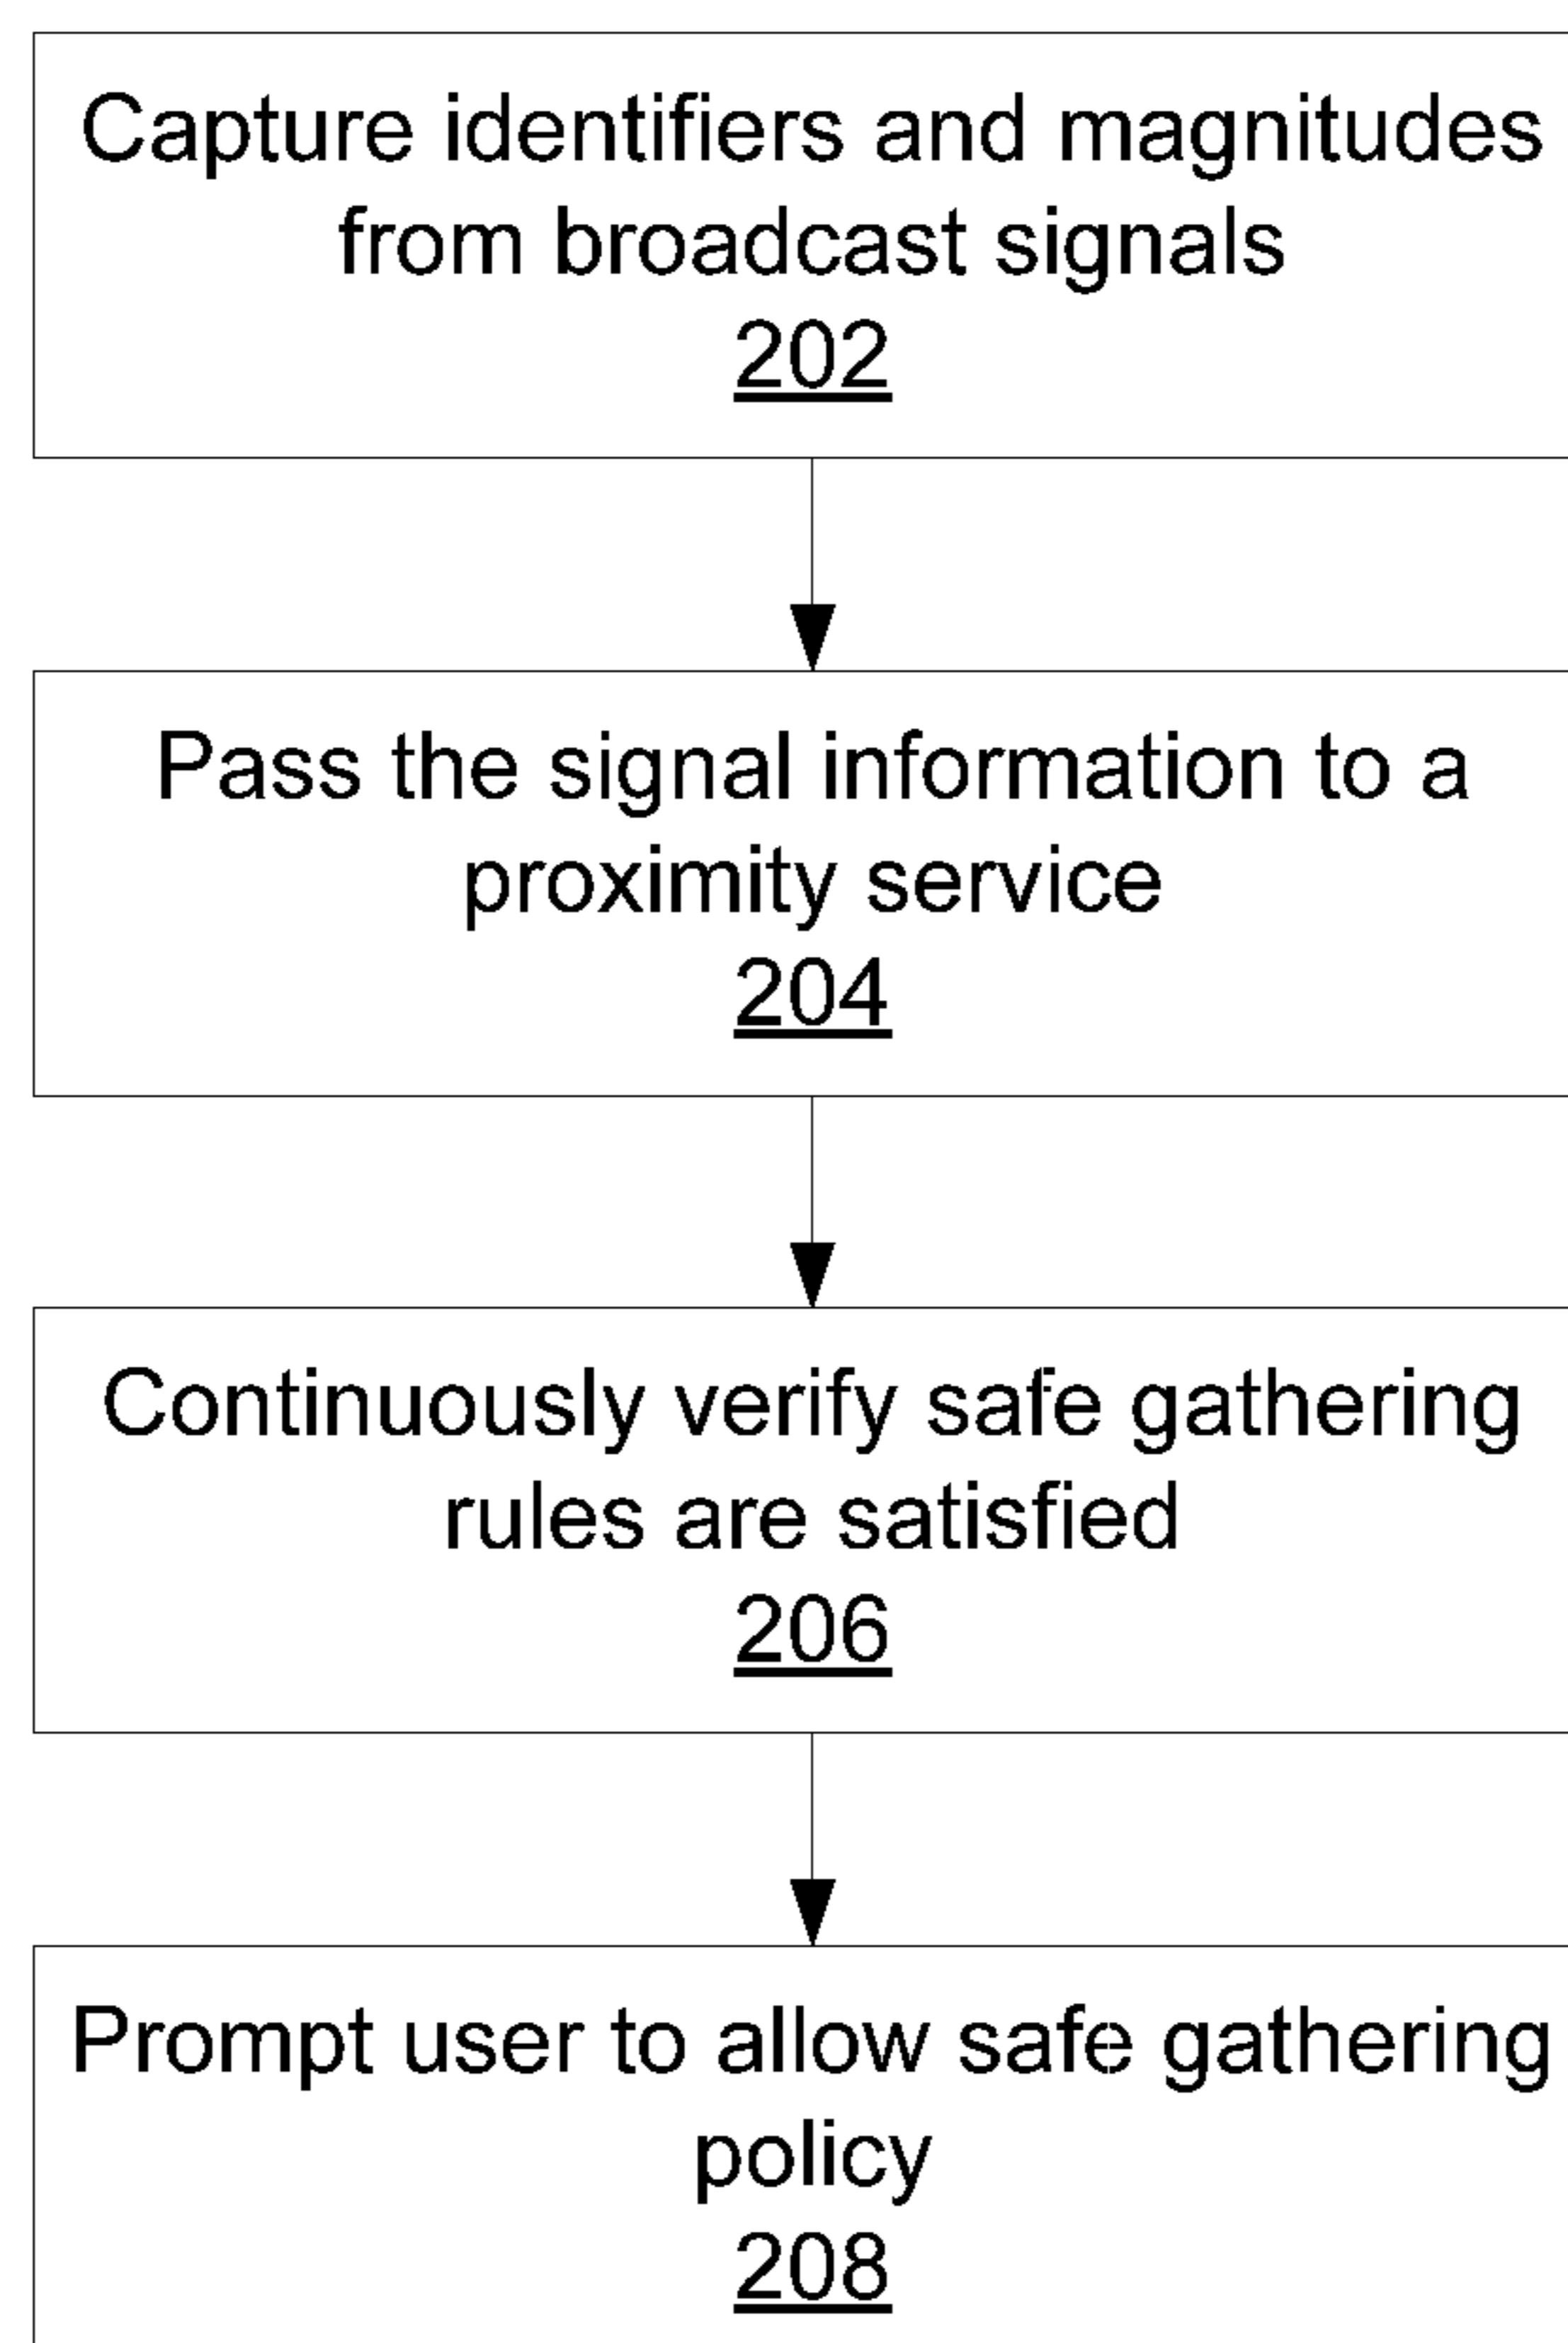 Capture identifiers and magnitudes
from broadcast signals
202
Pass the signal information to a
proximity service
204
Continuously verify safe gathering
rules are satisfied
206
Prompt user to allow safe gathering
policy
208